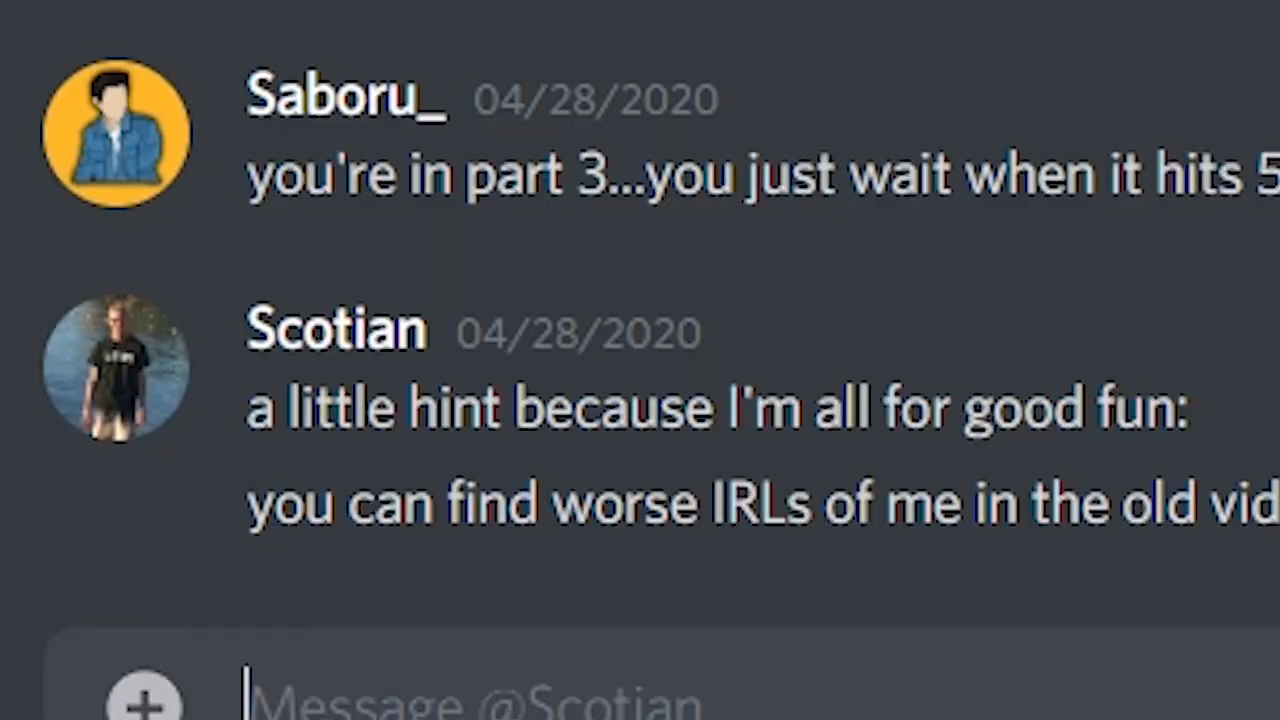 Saboru_ 04/28/2020
you're in part 3...you just wait when it hits 5
Scotian 04/28/2020
a little hint because I'm all for good fun:
you can find worse IRLs of me in the old vid
Message @Scotian